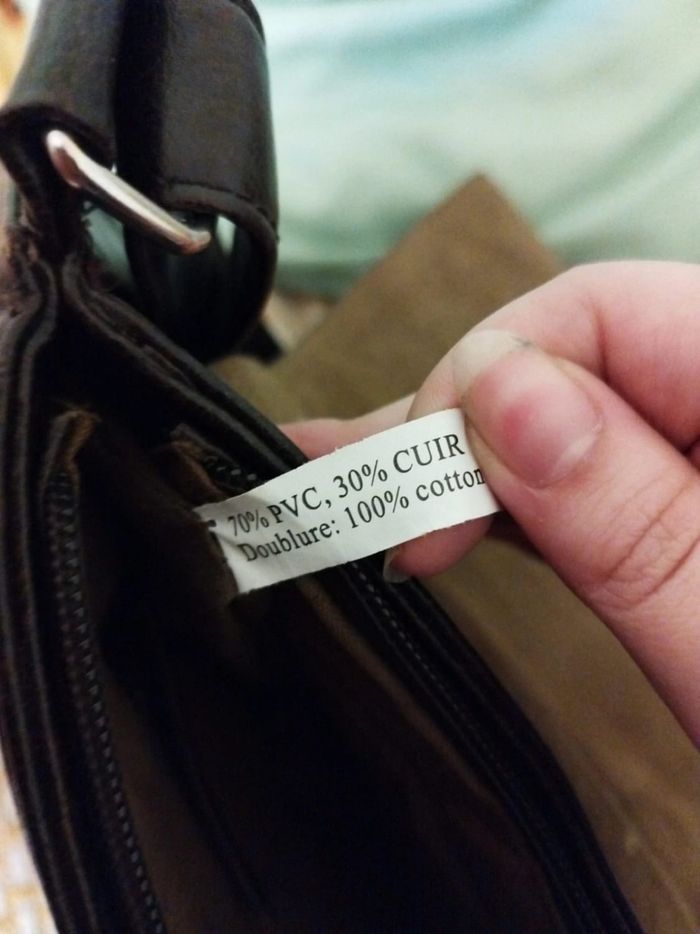 70% PVC, 30% CUIR
Doublure: 100% cotton